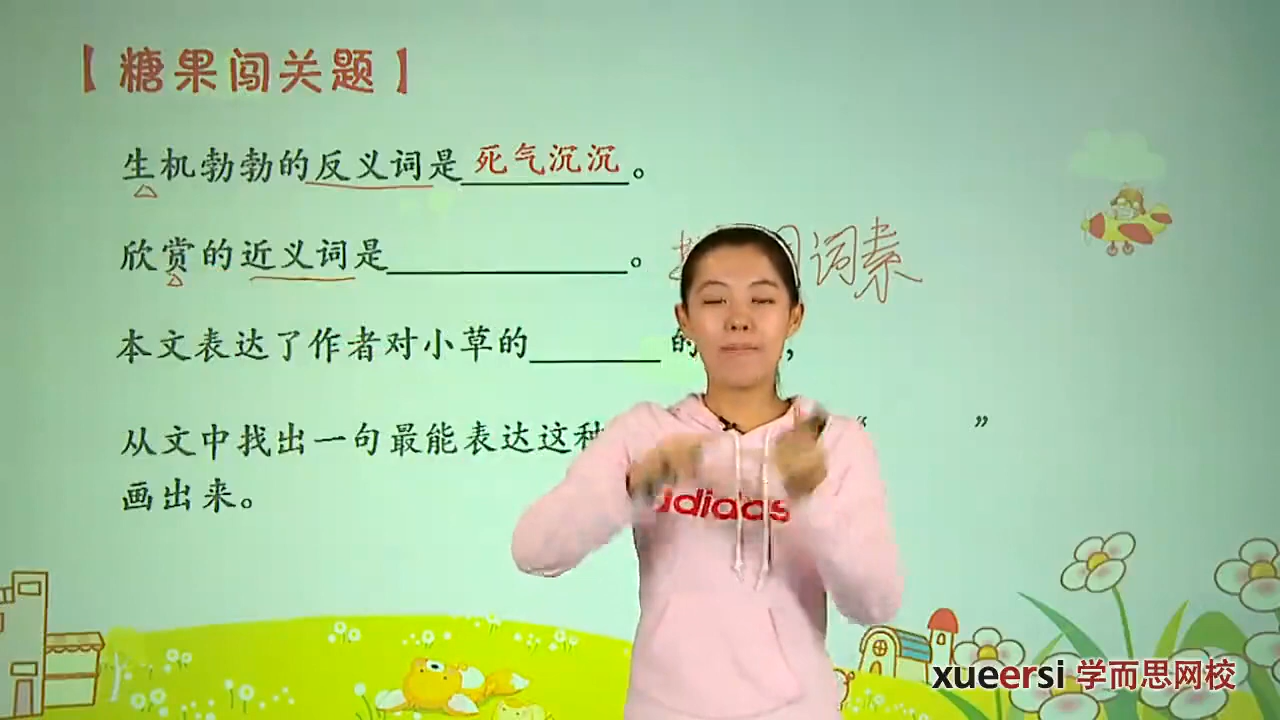 【糖果闯关题】
生机勃勃的反义词是 死气沉沉 。
欣赏的近义词是 。
词素
本文表达了作者对小草的 的 ，
从文中找出一句最能表达这种 “ ”
画出来。
adidas
xueersi 学而思网校